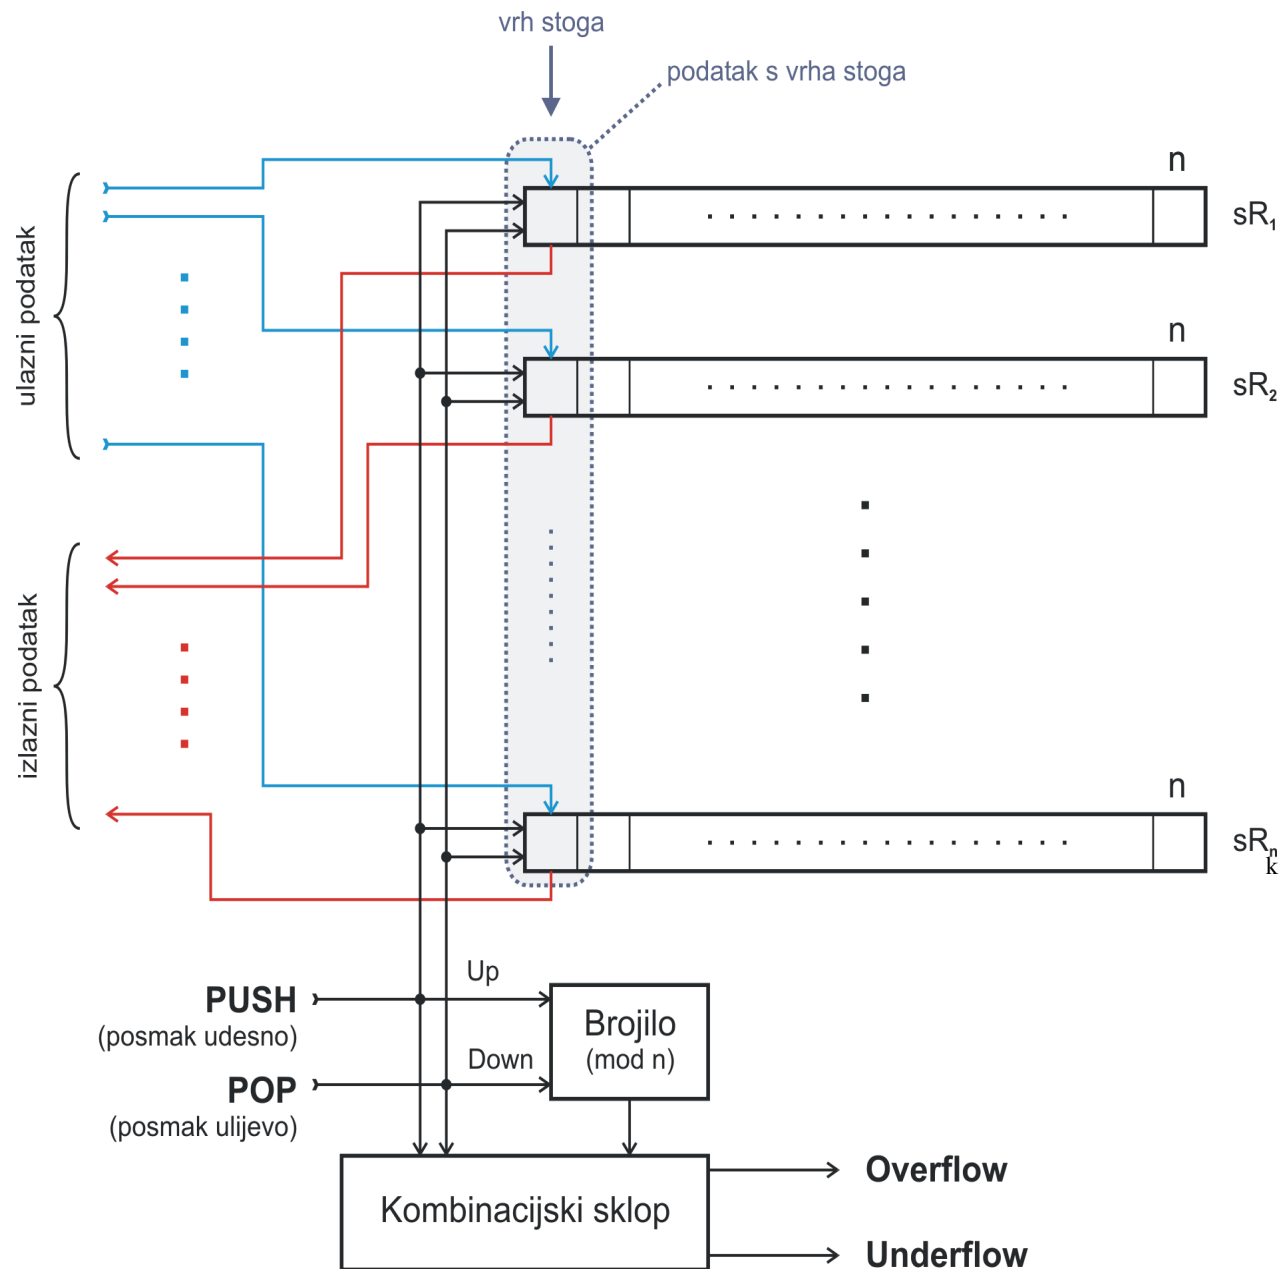 vrh stoga
podatak s vrha stoga
n
sR1
ulazni podatak
n
sR2
izlazni podatak
n
sRn
k
Up
PUSH
(posmak udesno)
Brojilo
(mod n)
Down
POP
(posmak ulijevo)
Overflow
Kombinacijski sklop
Underflow